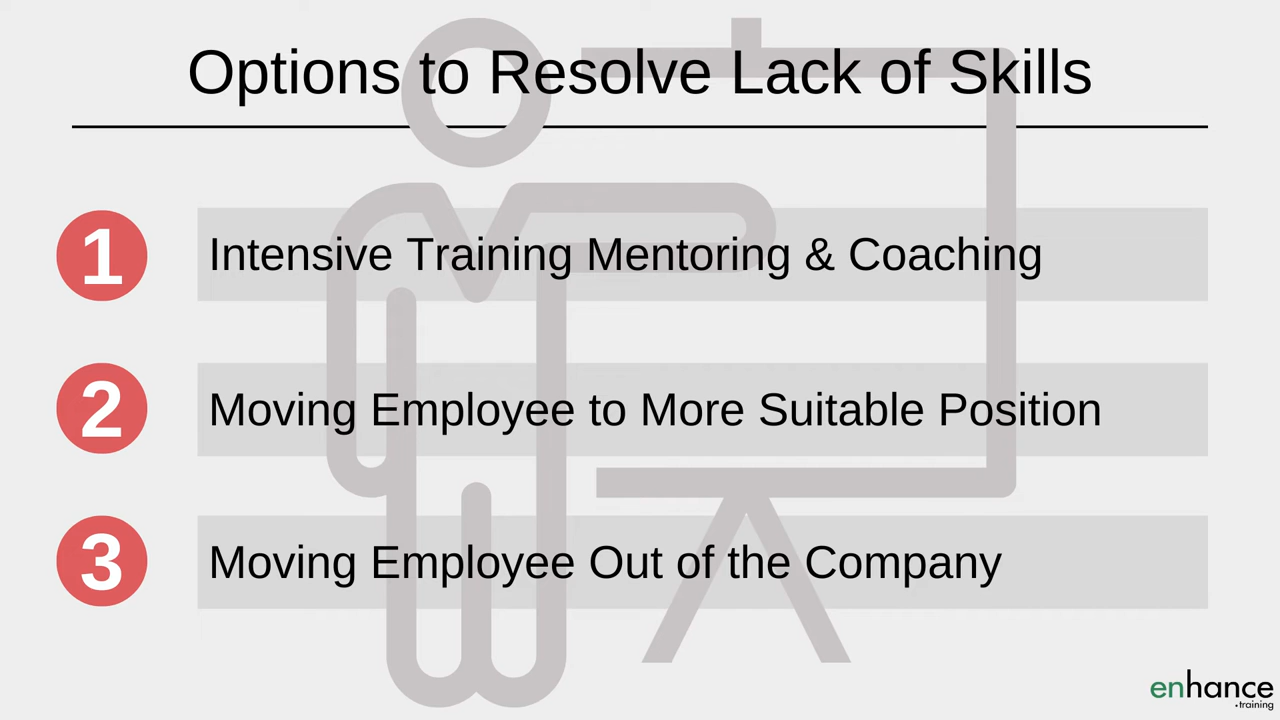 Options to Resolve Lack of Skills
1
Intensive Training Mentoring & Coaching
2
Moving Employee to More Suitable Position
3
Moving Employee Out of the Company
enhance
.training